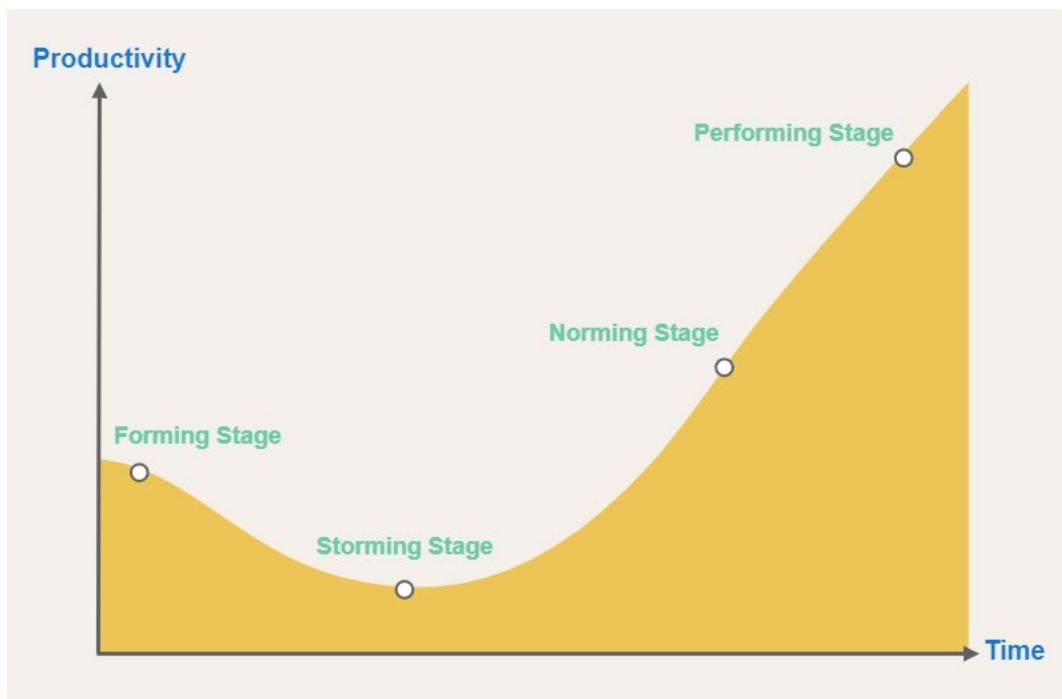 Productivity
Performing Stage
Norming Stage
Forming Stage
Storming Stage
Time